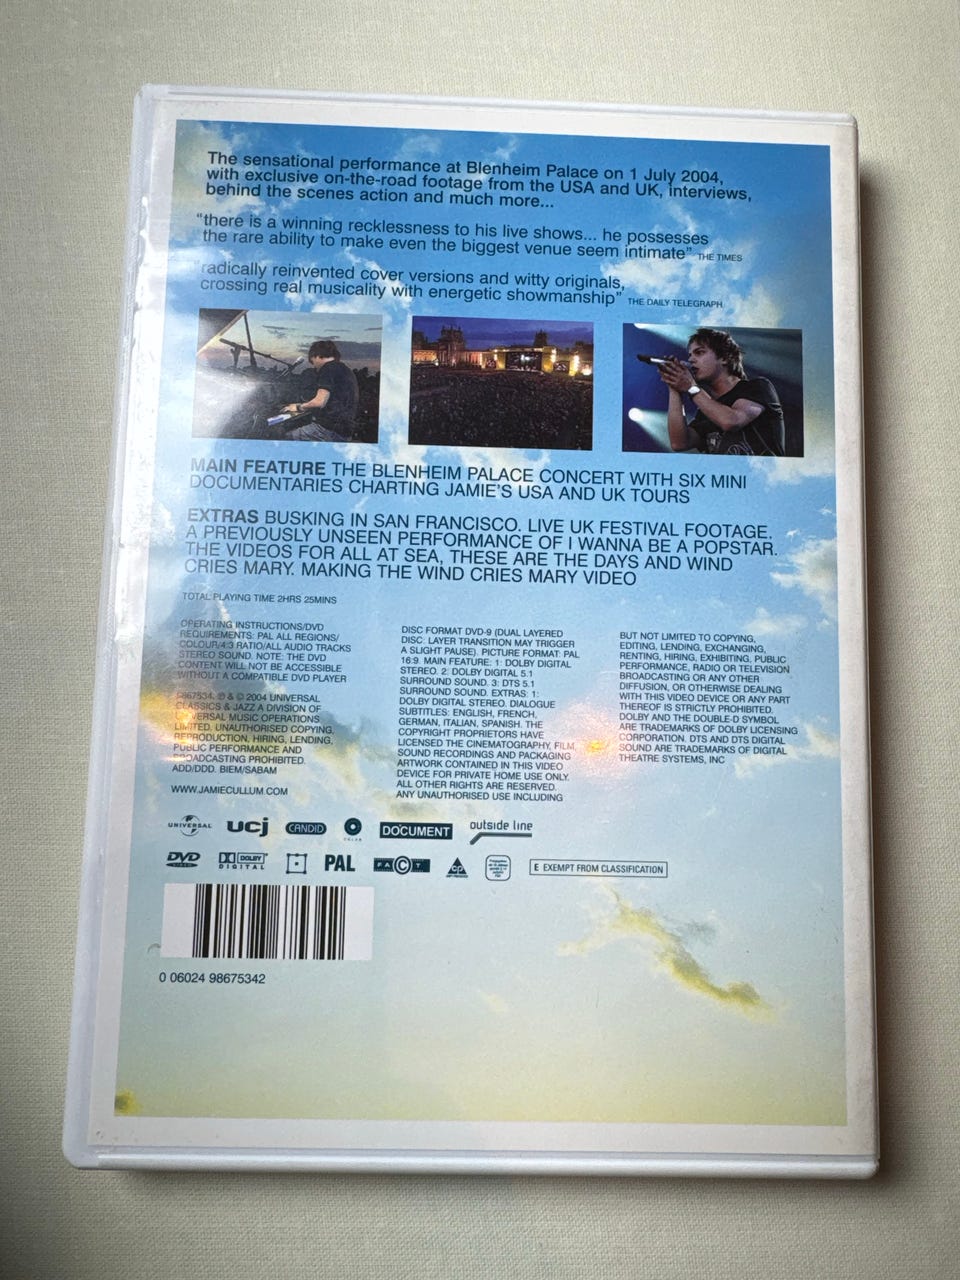 The sensational performance at Blenheim Palace on 1 July 2004,
with exclusive on-the-road footage from the USA and UK, interviews,
behind the scenes action and much more...
“there is a winning recklessness to his live shows... he possesses
the rare ability to make even the biggest venue seem intimate” THE TIMES
“radically reinvented cover versions and witty originals,
crossing real musicality with energetic showmanship” THE DAILY TELEGRAPH
MAIN FEATURE THE BLENHEIM PALACE CONCERT WITH SIX MINI
DOCUMENTARIES CHARTING JAMIE'S USA AND UK TOURS
EXTRAS BUSKING IN SAN FRANCISCO. LIVE UK FESTIVAL FOOTAGE.
A PREVIOUSLY UNSEEN PERFORMANCE OF I WANNA BE A POPSTAR.
THE VIDEOS FOR ALL AT SEA, THESE ARE THE DAYS AND WIND
CRIES MARY. MAKING THE WIND CRIES MARY VIDEO
TOTAL PLAYING TIME 2HRS 25MINS
OPERATING INSTRUCTIONS/DVD
REQUIREMENTS: PAL ALL REGIONS/
COLOUR/4:3 RATIO/ALL AUDIO TRACKS
STEREO SOUND. NOTE: THE DVD
CONTENT WILL NOT BE ACCESSIBLE
WITHOUT A COMPATIBLE DVD PLAYER
9867534. ℗ & © 2004 UNIVERSAL
CLASSICS & JAZZ A DIVISION OF
UNIVERSAL MUSIC OPERATIONS
LIMITED. UNAUTHORISED COPYING,
REPRODUCTION, HIRING, LENDING,
PUBLIC PERFORMANCE AND
BROADCASTING PROHIBITED.
ADD/DDD. BIEM/SABAM
WWW.JAMIECULLUM.COM
DISC FORMAT DVD-9 (DUAL LAYERED
DISC: LAYER TRANSITION MAY TRIGGER
A SLIGHT PAUSE). PICTURE FORMAT: PAL
16:9. MAIN FEATURE: 1: DOLBY DIGITAL
STEREO. 2: DOLBY DIGITAL 5.1
SURROUND SOUND. 3: DTS 5.1
SURROUND SOUND. EXTRAS: 1:
DOLBY DIGITAL STEREO. DIALOGUE
SUBTITLES: ENGLISH, FRENCH,
GERMAN, ITALIAN, SPANISH. THE
COPYRIGHT PROPRIETORS HAVE
LICENSED THE CINEMATOGRAPHY, FILM,
SOUND RECORDINGS AND PACKAGING
ARTWORK CONTAINED IN THIS VIDEO
DEVICE FOR PRIVATE HOME USE ONLY.
ALL OTHER RIGHTS ARE RESERVED.
ANY UNAUTHORISED USE INCLUDING
BUT NOT LIMITED TO COPYING,
EDITING, LENDING, EXCHANGING,
RENTING, HIRING, EXHIBITING, PUBLIC
PERFORMANCE, RADIO OR TELEVISION
BROADCASTING OR ANY OTHER
DIFFUSION, OR OTHERWISE DEALING
WITH THIS VIDEO DEVICE OR ANY PART
THEREOF IS STRICTLY PROHIBITED.
DOLBY AND THE DOUBLE-D SYMBOL
ARE TRADEMARKS OF DOLBY LICENSING
CORPORATION. DTS AND DTS DIGITAL
SOUND ARE TRADEMARKS OF DIGITAL
THEATRE SYSTEMS, INC
UNIVERSAL ucj CANDID DOCUMENT outside line
DVD VIDEO DOLBY DIGITAL PAL FACT CP E EXEMPT FROM CLASSIFICATION
0 06024 98675342